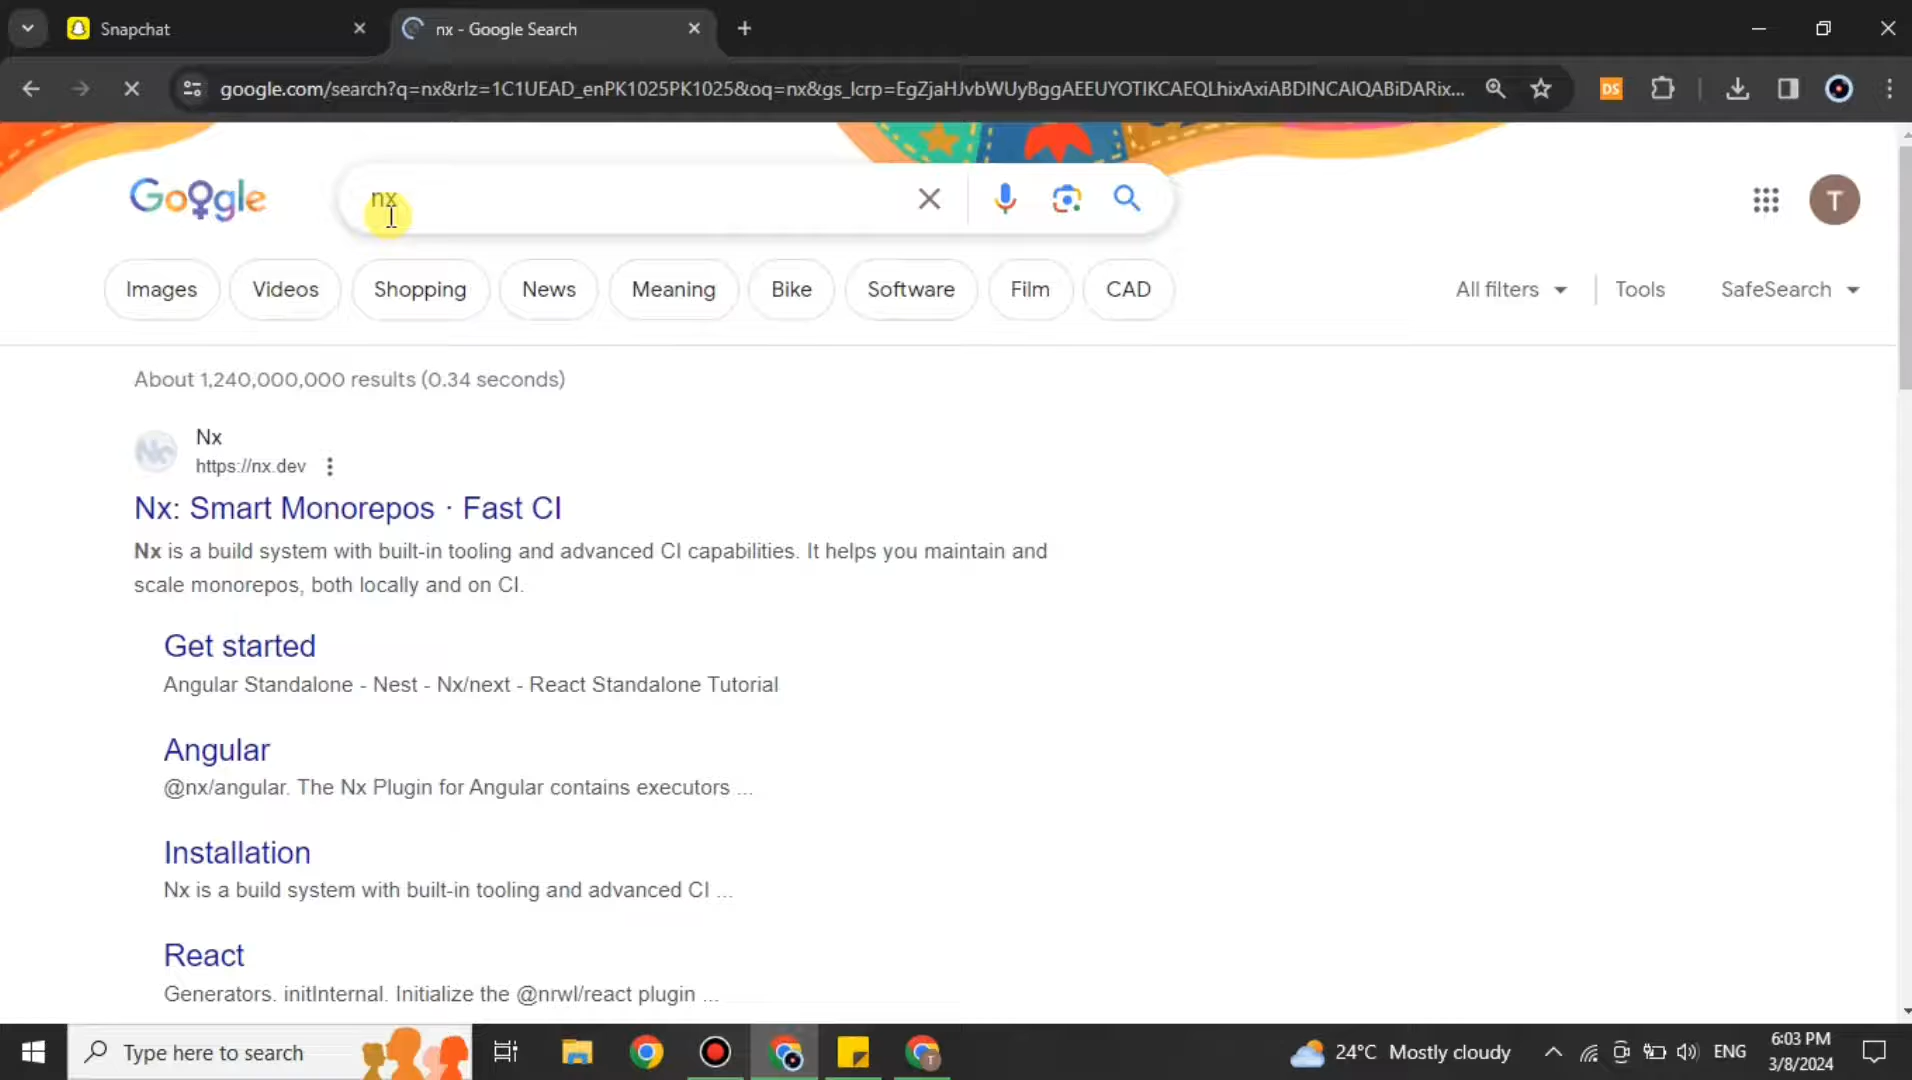 Snapchat
nx - Google Search
google.com/search?q=nx&rlz=1C1UEAD_enPK1025PK1025&oq=nx&gs_lcrp=EgZjaHJvbWUyBggAEEUYOTIKCAEQLhixAxiABDINCAIQABiDARix...
DS
Google
nx
T
Images
Videos
Shopping
News
Meaning
Bike
Software
Film
CAD
All filters
Tools
SafeSearch
About 1,240,000,000 results (0.34 seconds)
Nx
https://nx.dev
Nx: Smart Monorepos · Fast CI
Nx is a build system with built-in tooling and advanced CI capabilities. It helps you maintain and
scale monorepos, both locally and on CI.
Get started
Angular Standalone - Nest - Nx/next - React Standalone Tutorial
Angular
@nx/angular. The Nx Plugin for Angular contains executors ...
Installation
Nx is a build system with built-in tooling and advanced CI ...
React
Generators. initInternal. Initialize the @nrwl/react plugin ...
Type here to search
T
24°C Mostly cloudy
ENG
6:03 PM
3/8/2024